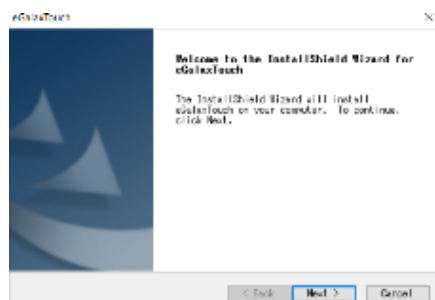 eGalaxTouch
Welcome to the InstallShield Wizard for
eGalaxTouch
The InstallShield Wizard will install
eGalaxTouch on your computer. To continue,
click Next.
< Back
Next >
Cancel